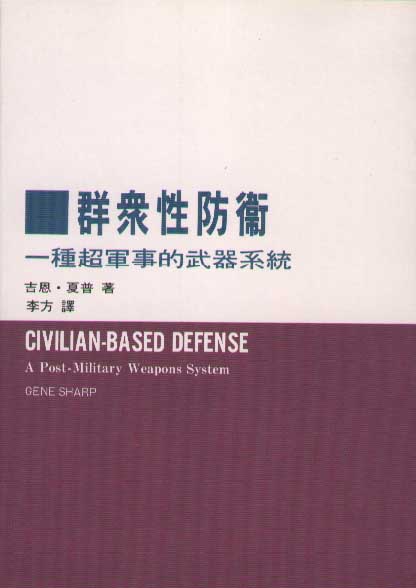 群衆性防衛
一種超軍事的武器系統
吉恩·夏普 著
李方 譯
CIVILIAN-BASED DEFENSE
A Post-Military Weapons System
GENE SHARP